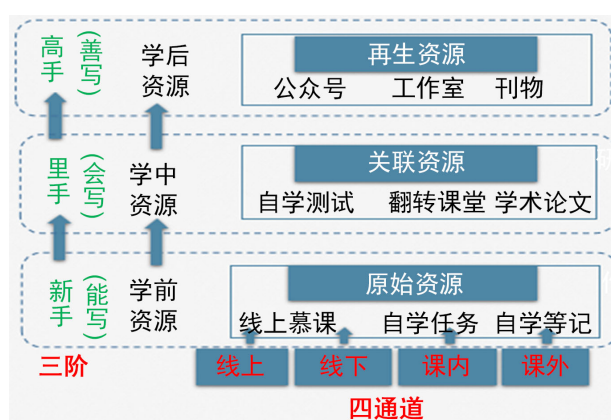 高手
(善写)
学后资源
再生资源
公众号 工作室 刊物
里手
(会写)
学中资源
关联资源
自学测试 翻转课堂 学术论文
新手
(能写)
学前资源
原始资源
线上慕课 自学任务 自学等记
三阶
线上 线下 课内 课外
四通道